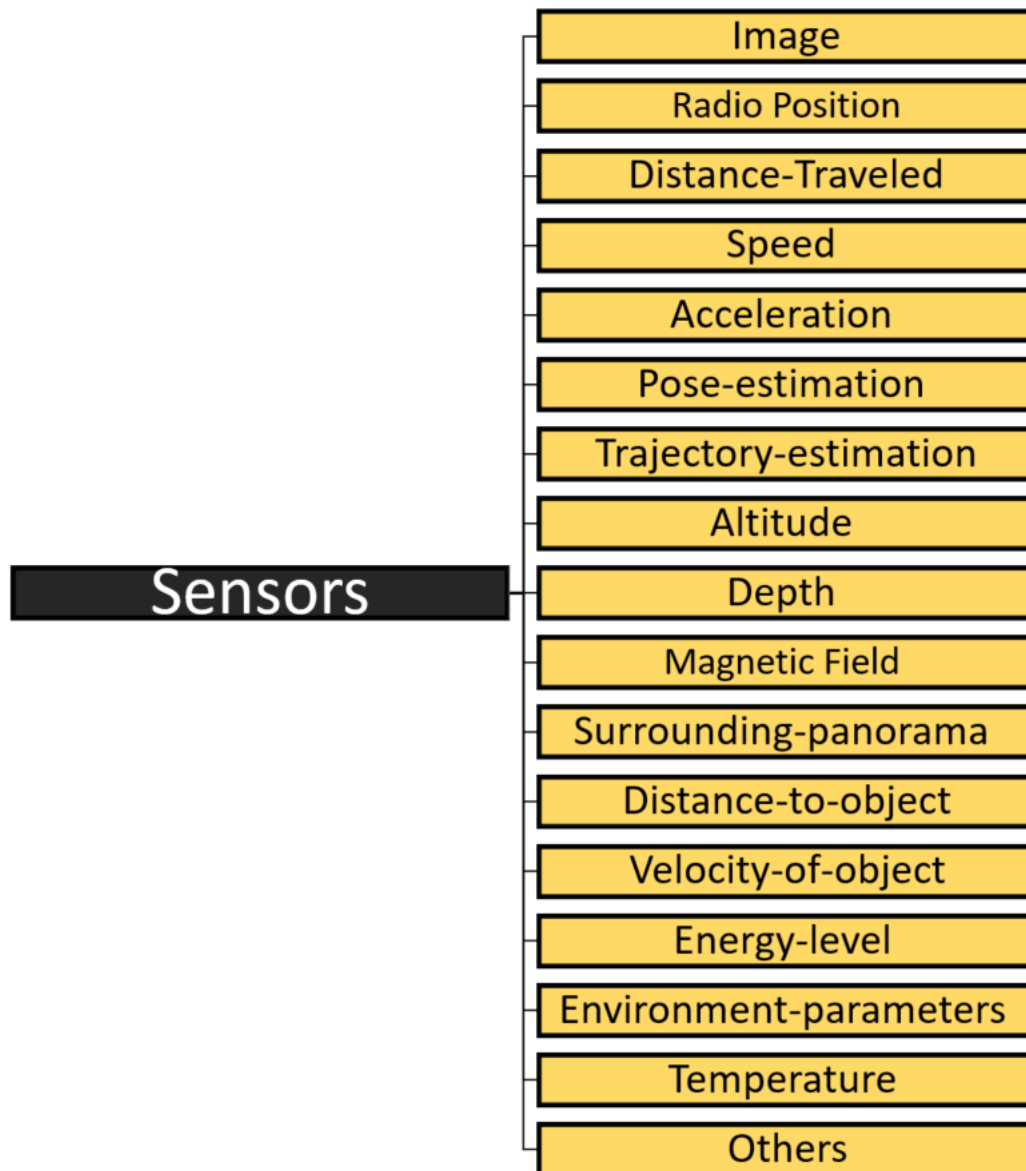 Sensors
Image
Radio Position
Distance-Traveled
Speed
Acceleration
Pose-estimation
Trajectory-estimation
Altitude
Depth
Magnetic Field
Surrounding-panorama
Distance-to-object
Velocity-of-object
Energy-level
Environment-parameters
Temperature
Others